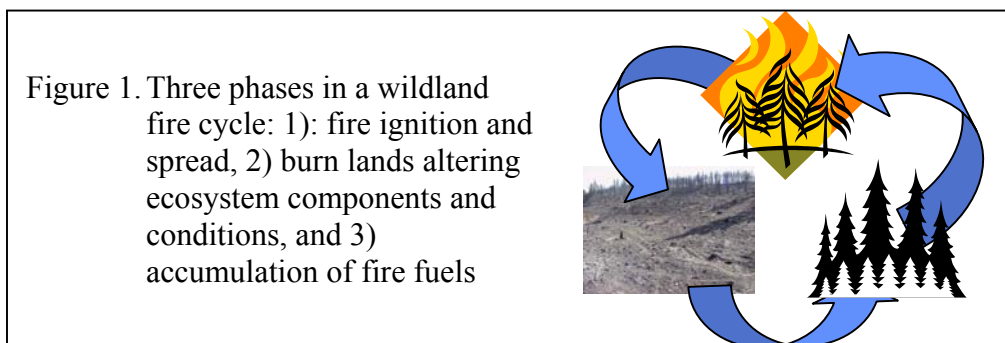 Figure 1. Three phases in a wildland
fire cycle: 1): fire ignition and
spread, 2) burn lands altering
ecosystem components and
conditions, and 3)
accumulation of fire fuels